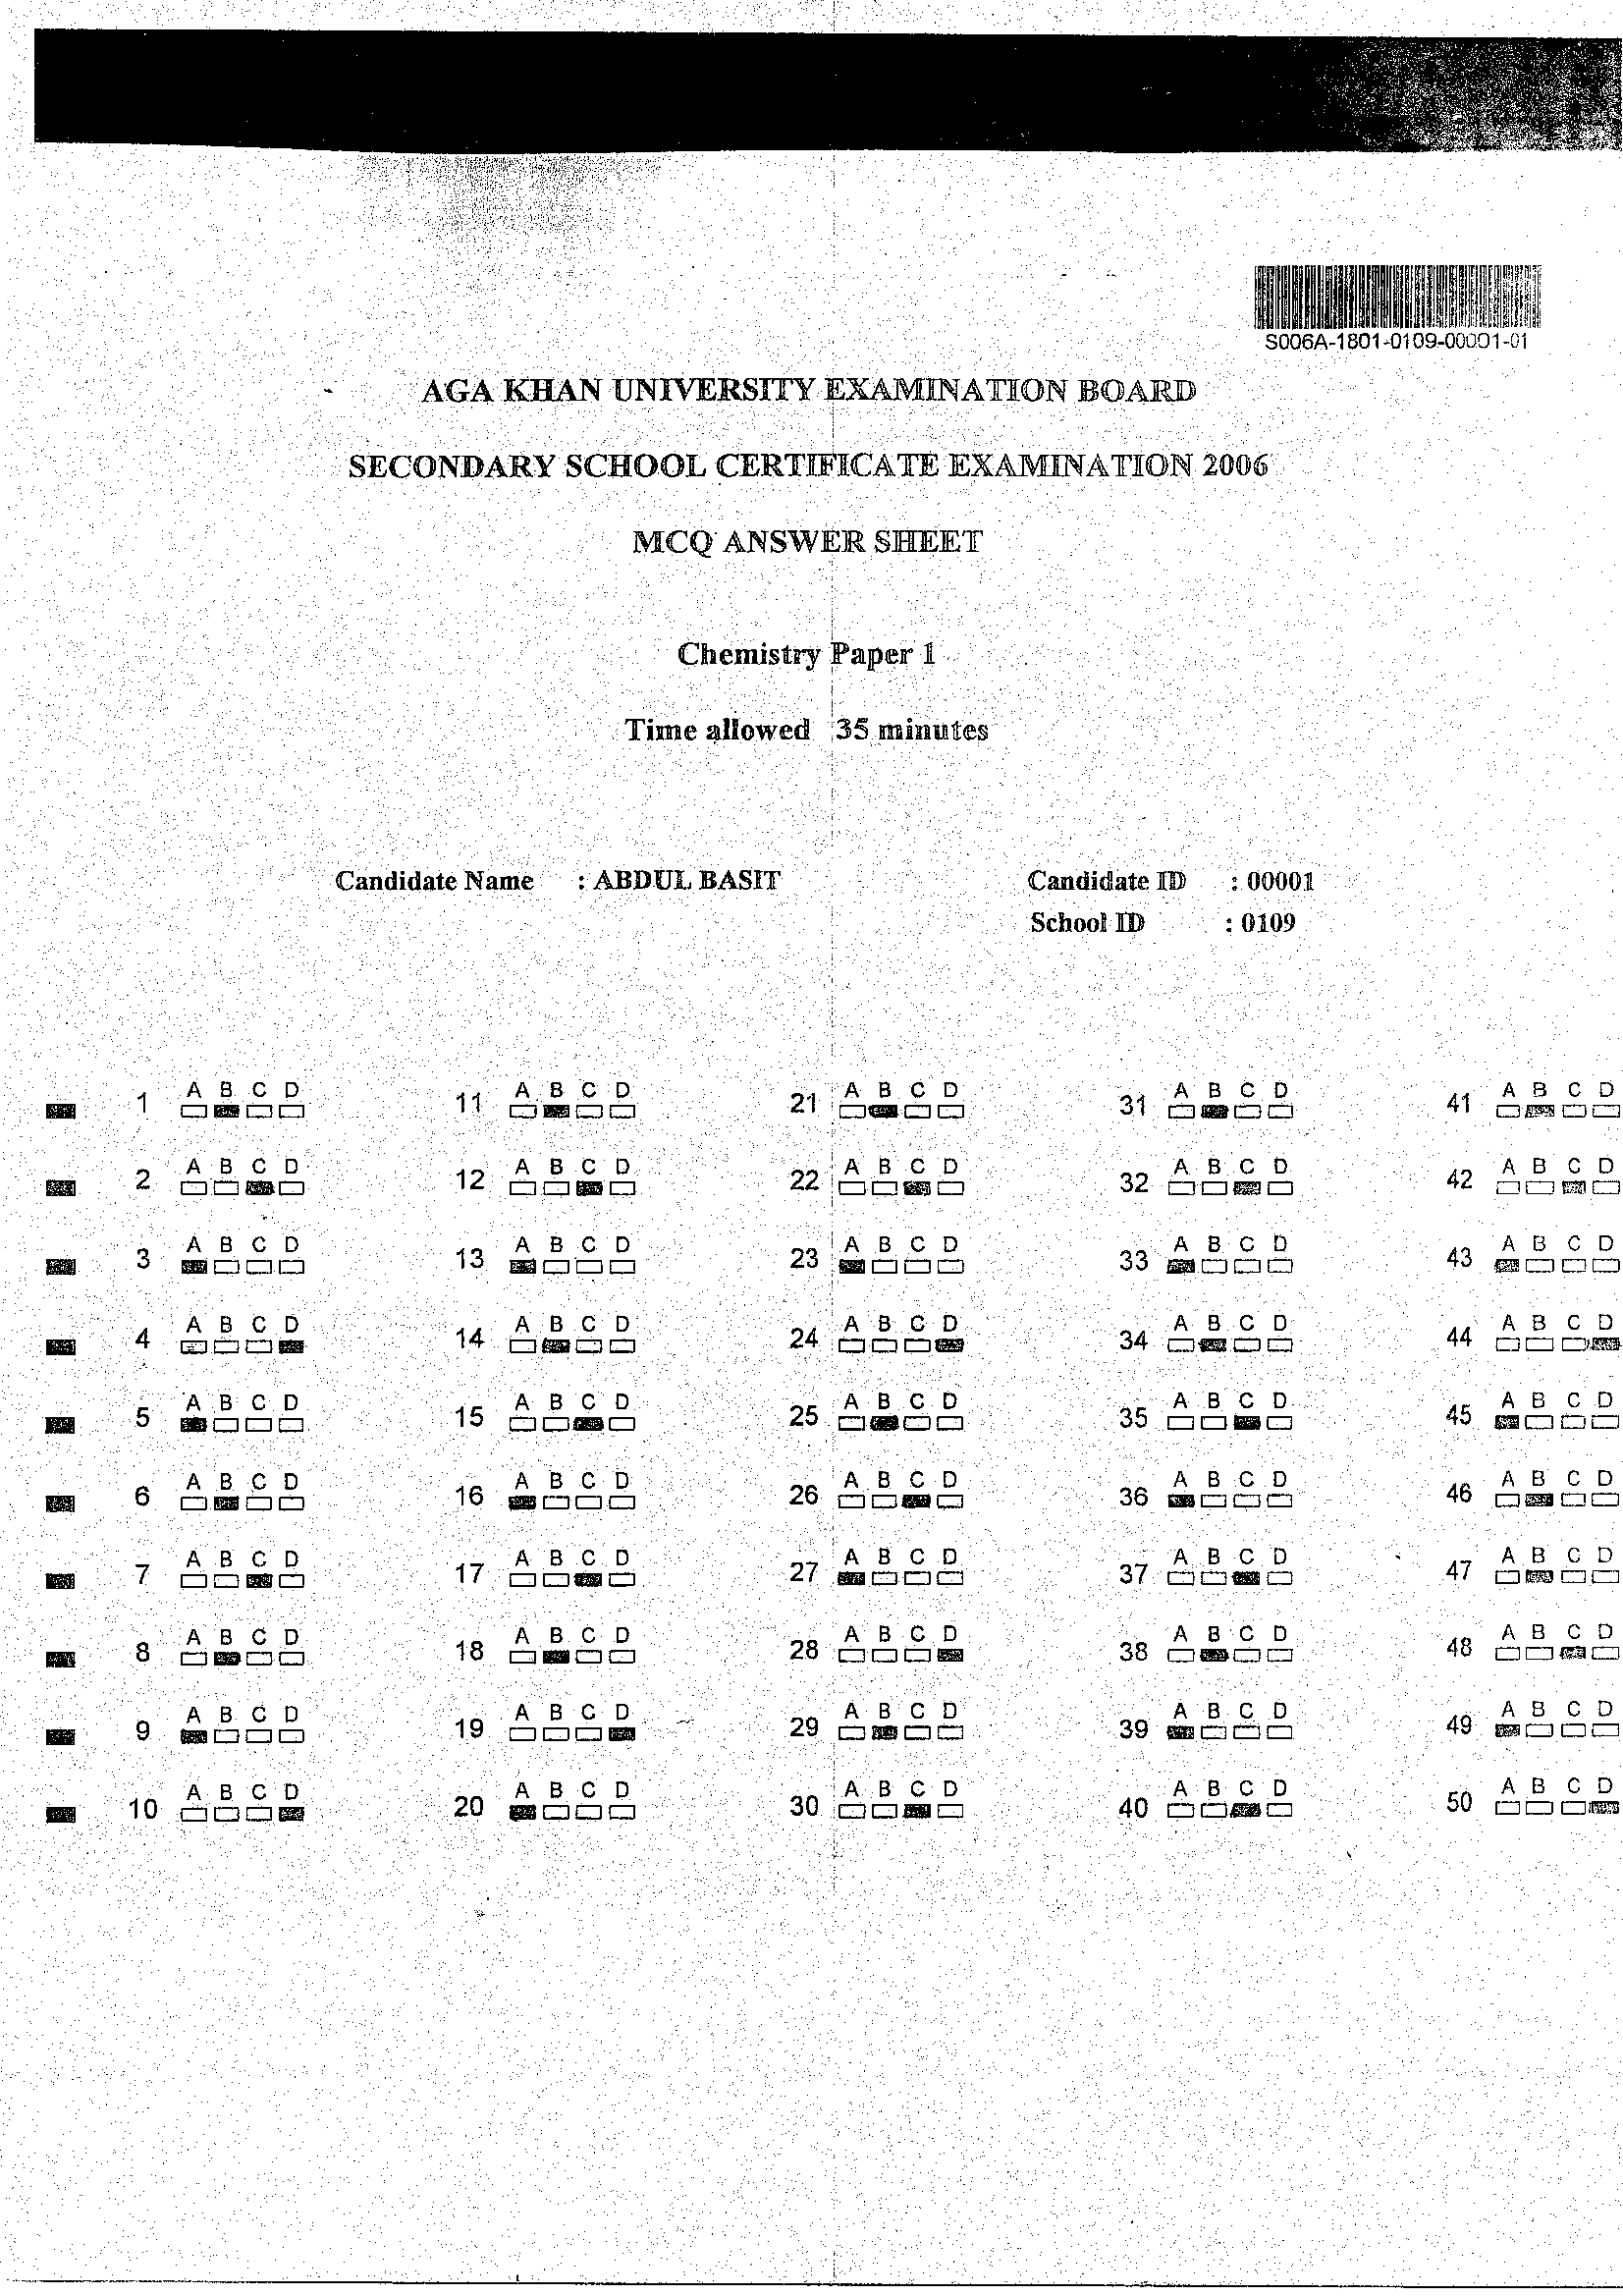 S006A-1801-0109-00001-01
AGA KHAN UNIVERSITY EXAMINATION BOARD
SECONDARY SCHOOL CERTIFICATE EXAMINATION 2006
MCQ ANSWER SHEET
Chemistry Paper 1
Time allowed 35 minutes
Candidate Name : ABDUL BASIT Candidate ID : 00001
School ID : 0109
1 A B C D 11 A B C D 21 A B C D 31 A B C D 41 A B C D
2 A B C D 12 A B C D 22 A B C D 32 A B C D 42 A B C D
3 A B C D 13 A B C D 23 A B C D 33 A B C D 43 A B C D
4 A B C D 14 A B C D 24 A B C D 34 A B C D 44 A B C D
5 A B C D 15 A B C D 25 A B C D 35 A B C D 45 A B C D
6 A B C D 16 A B C D 26 A B C D 36 A B C D 46 A B C D
7 A B C D 17 A B C D 27 A B C D 37 A B C D 47 A B C D
8 A B C D 18 A B C D 28 A B C D 38 A B C D 48 A B C D
9 A B C D 19 A B C D 29 A B C D 39 A B C D 49 A B C D
10 A B C D 20 A B C D 30 A B C D 40 A B C D 50 A B C D